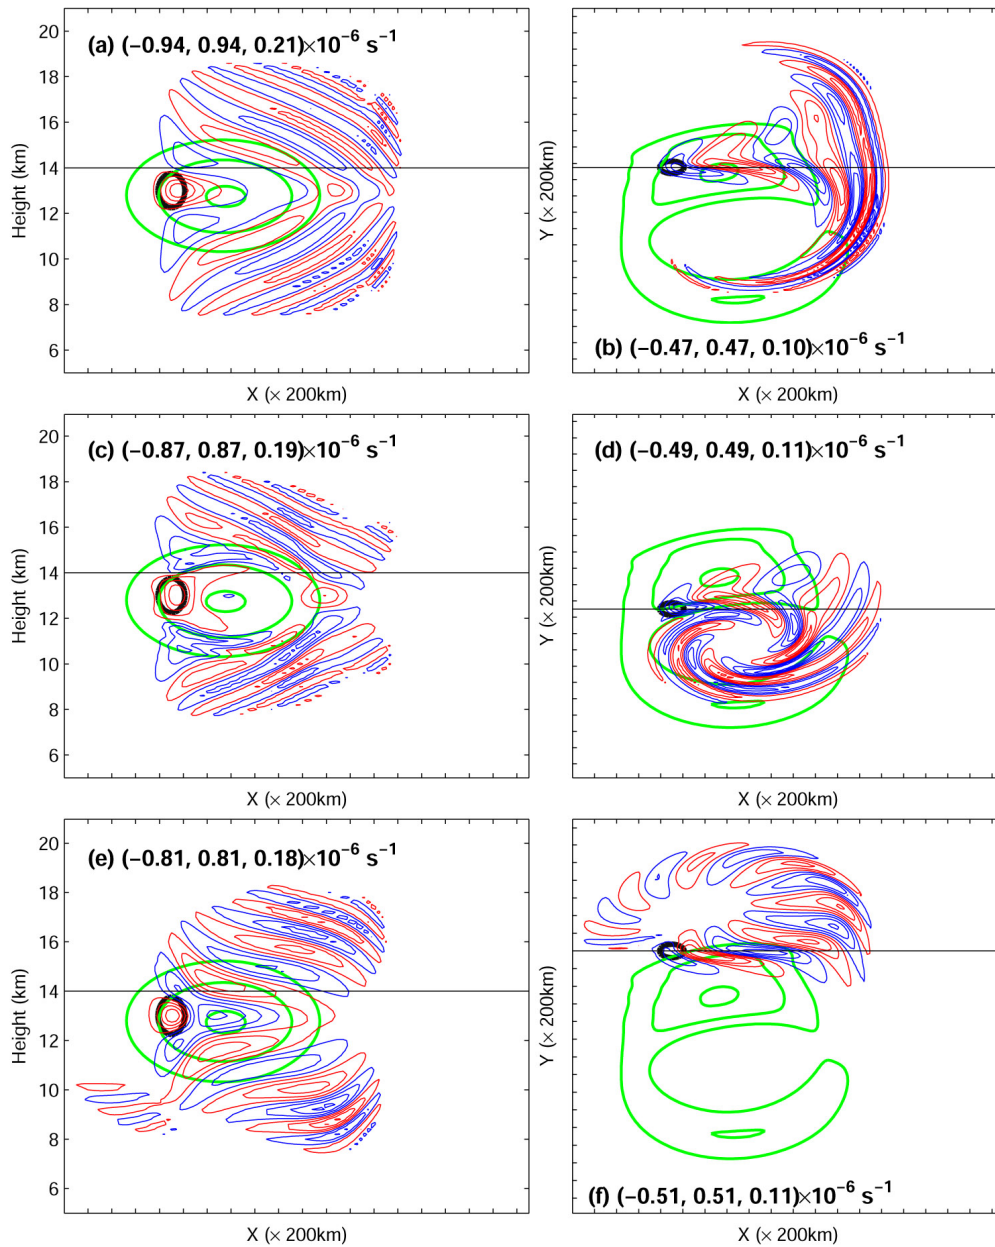 (a) (−0.94, 0.94, 0.21)×10⁻⁶ s⁻¹
20
18
16
14
12
10
8
6
Height (km)
X (× 200km)
Y (× 200km)
(b) (−0.47, 0.47, 0.10)×10⁻⁶ s⁻¹
X (× 200km)
(c) (−0.87, 0.87, 0.19)×10⁻⁶ s⁻¹
20
18
16
14
12
10
8
6
Height (km)
X (× 200km)
(d) (−0.49, 0.49, 0.11)×10⁻⁶ s⁻¹
Y (× 200km)
X (× 200km)
(e) (−0.81, 0.81, 0.18)×10⁻⁶ s⁻¹
20
18
16
14
12
10
8
6
Height (km)
X (× 200km)
Y (× 200km)
(f) (−0.51, 0.51, 0.11)×10⁻⁶ s⁻¹
X (× 200km)